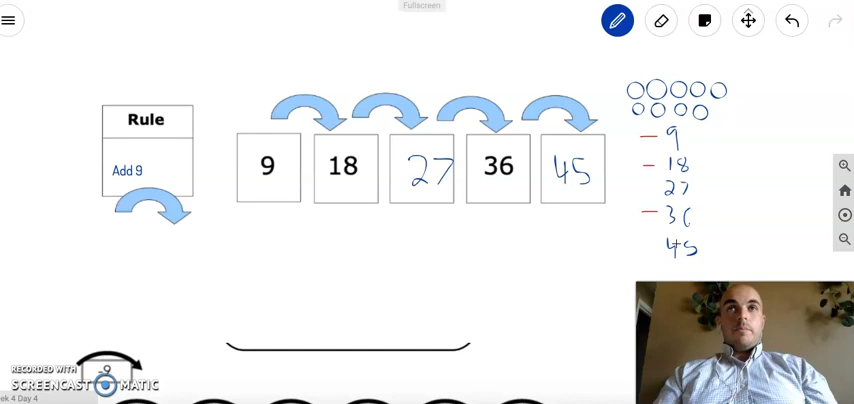 Fullscreen
Rule
Add 9
9 18 27 36 45
— 9
— 18
27
— 36
45
-9
RECORDED WITH
SCREENCAST MATIC
ek 4 Day 4